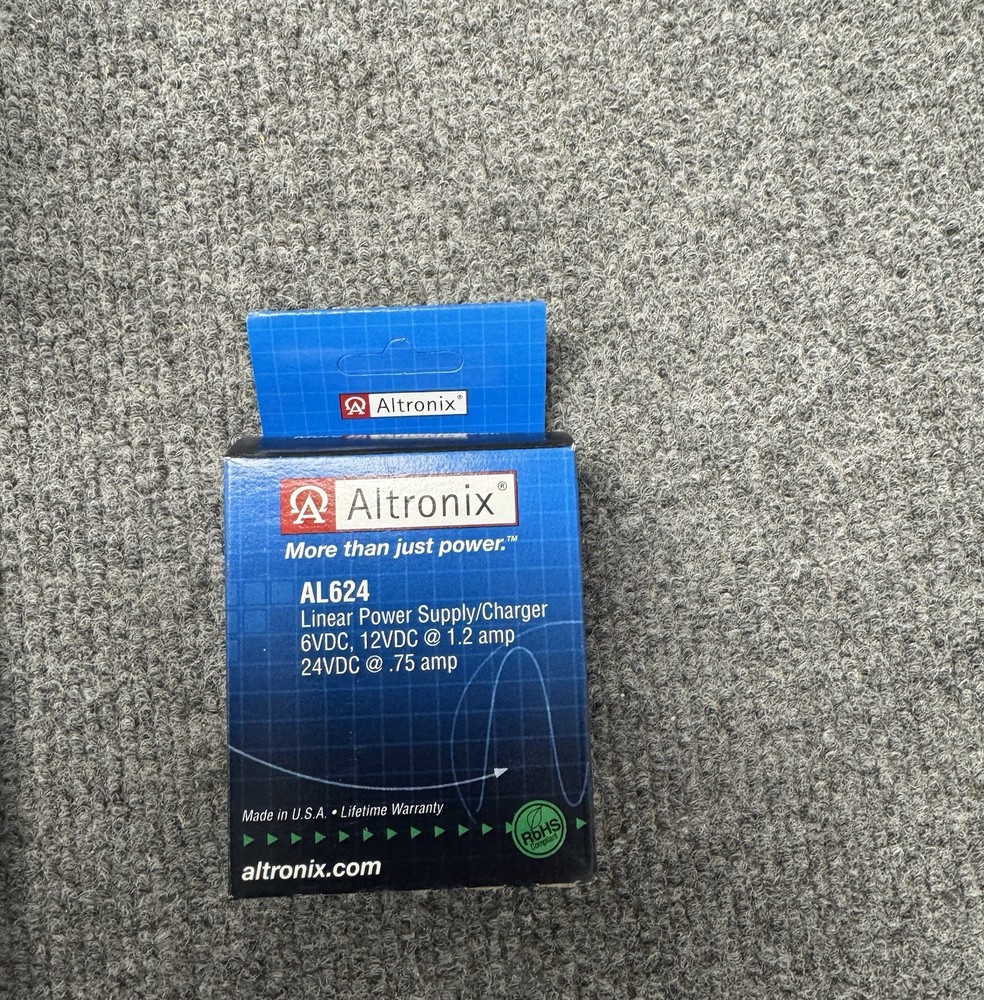 Altronix®
Altronix®
More than just power.™
AL624
Linear Power Supply/Charger
6VDC, 12VDC @ 1.2 amp
24VDC @ .75 amp
Made in U.S.A. • Lifetime Warranty
RoHS
Compliant
altronix.com